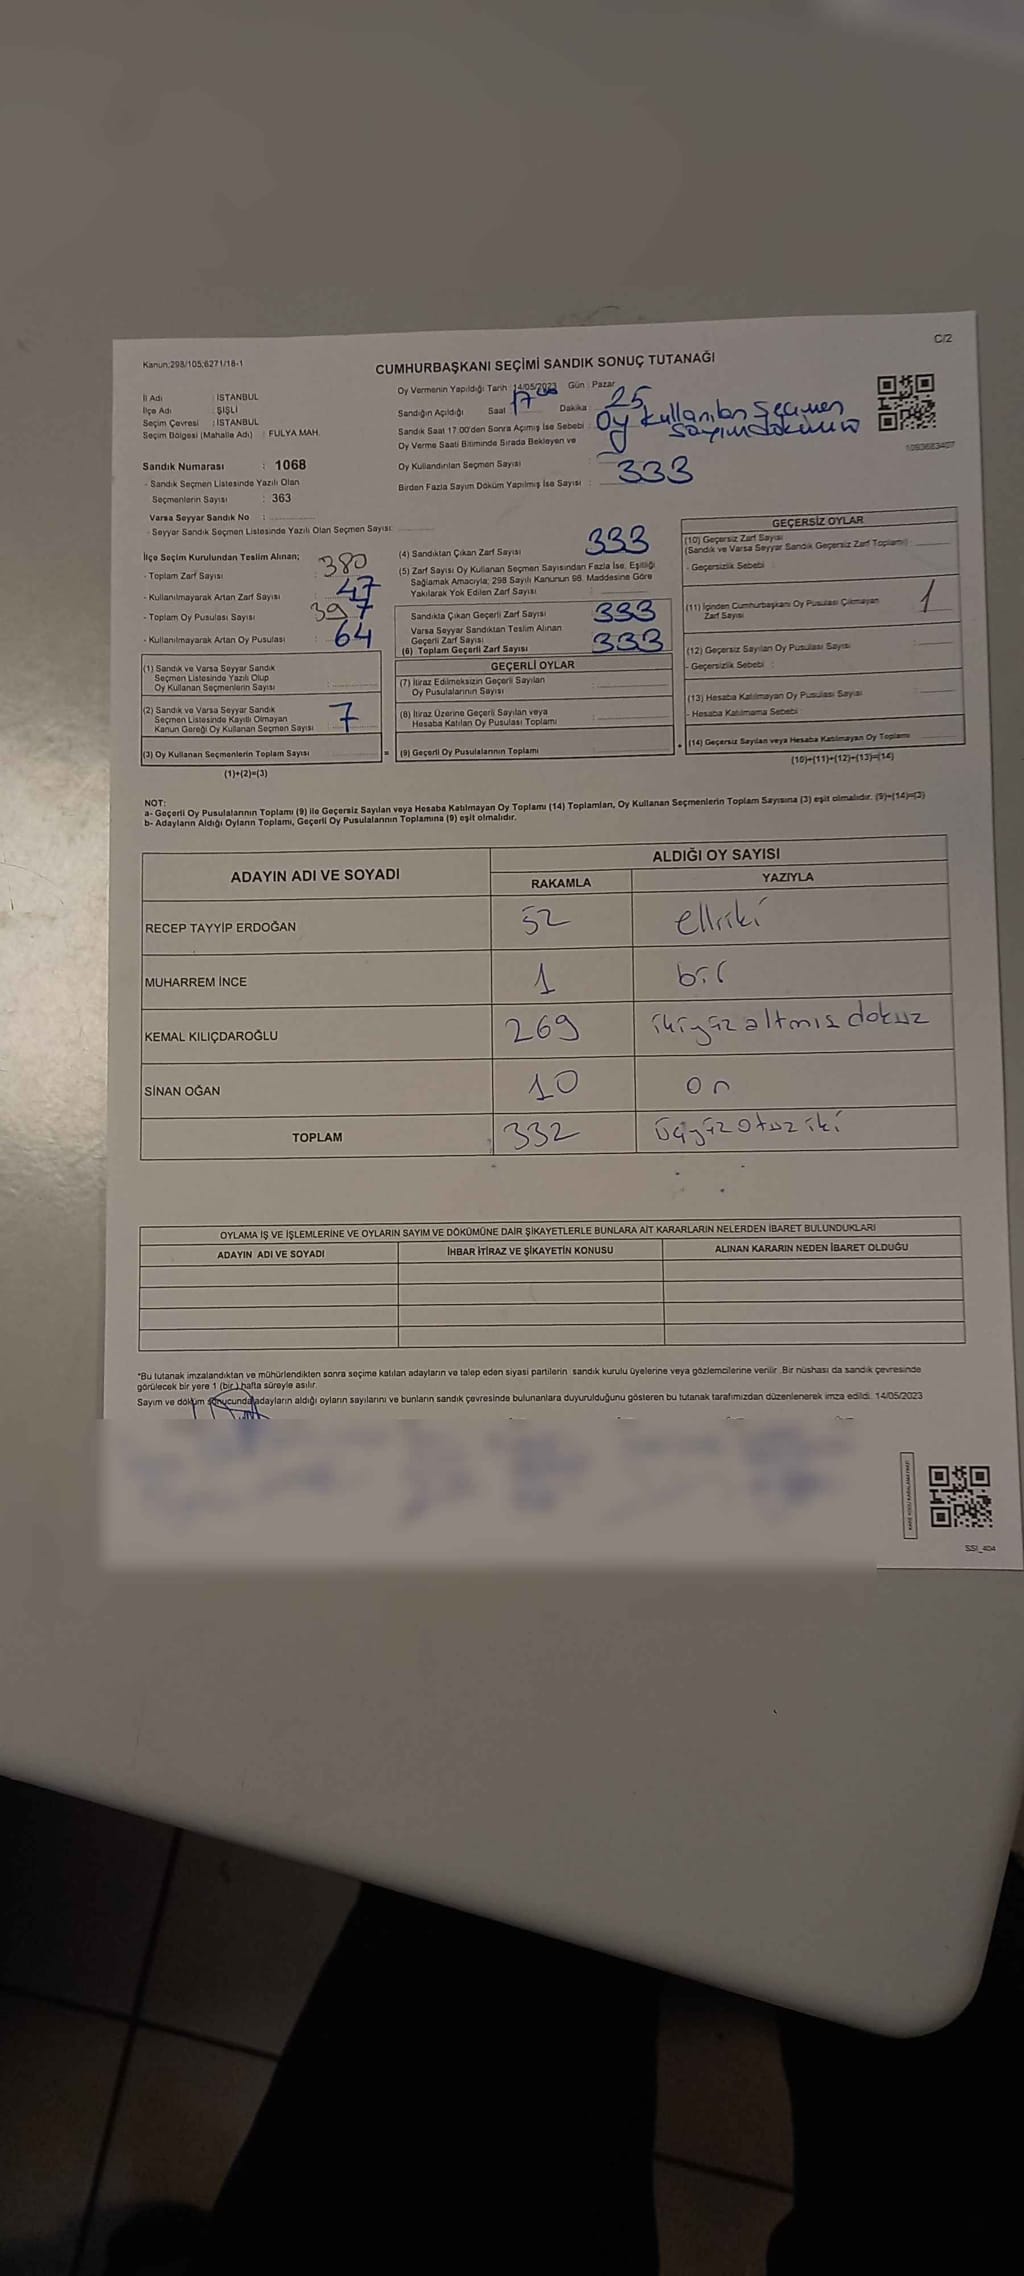 C/2
Kanun:298/105;6271/18-1
CUMHURBAŞKANI SEÇİMİ SANDIK SONUÇ TUTANAĞI
İl Adı : İSTANBUL
İlçe Adı : ŞİŞLİ
Seçim Çevresi : İSTANBUL
Seçim Bölgesi (Mahalle Adı) : FULYA MAH.
Sandık Numarası : 1068
- Sandık Seçmen Listesinde Yazılı Olan
Seçmenlerin Sayısı : 363
Varsa Seyyar Sandık No :
- Seyyar Sandık Seçmen Listesinde Yazılı Olan Seçmen Sayısı:
Oy Vermenin Yapıldığı Tarih : 14/05/2023 Gün : Pazar
Sandığın Açıldığı Saat 17 Dakika : 25
Sandık Saat 17.00'den Sonra Açımış İse Sebebi : Oy kullanılan seçmen
sayım dökümü
Oy Verme Saati Bitiminde Sırada Bekleyen ve
Oy Kullandırılan Seçmen Sayısı :
Birden Fazla Sayım Döküm Yapılmış İse Sayısı : 333
İlçe Seçim Kurulundan Teslim Alınan;
- Toplam Zarf Sayısı : 380
- Kullanılmayarak Artan Zarf Sayısı : 47
- Toplam Oy Pusulası Sayısı : 397
- Kullanılmayarak Artan Oy Pusulası : 64
(1) Sandık ve Varsa Seyyar Sandık
Seçmen Listesinde Yazılı Olup
Oy Kullanan Seçmenlerin Sayısı
(2) Sandık ve Varsa Seyyar Sandık
Seçmen Listesinde Kayıtlı Olmayan
Kanun Gereği Oy Kullanan Seçmen Sayısı : 7
(3) Oy Kullanan Seçmenlerin Toplam Sayısı
(1)+(2)=(3)
(4) Sandıktan Çıkan Zarf Sayısı : 333
(5) Zarf Sayısı Oy Kullanan Seçmen Sayısından Fazla İse, Eşitliği
Sağlamak Amacıyla; 298 Sayılı Kanunun 98. Maddesine Göre
Yakılarak Yok Edilen Zarf Sayısı :
Sandıkta Çıkan Geçerli Zarf Sayısı : 333
Varsa Seyyar Sandıktan Teslim Alınan
Geçerli Zarf Sayısı
(6) Toplam Geçerli Zarf Sayısı : 333
GEÇERLİ OYLAR
(7) İtiraz Edilmeksizin Geçerli Sayılan
Oy Pusulalarının Sayısı :
(8) İtiraz Üzerine Geçerli Sayılan veya
Hesaba Katılan Oy Pusulası Toplamı :
= (9) Geçerli Oy Pusulalarının Toplamı :
GEÇERSİZ OYLAR
(10) Geçersiz Zarf Sayısı
(Sandık ve Varsa Seyyar Sandık Geçersiz Zarf Toplamı) :
- Geçersizlik Sebebi :
(11) İçinden Cumhurbaşkanı Oy Pusulası Çıkmayan
Zarf Sayısı : 1
(12) Geçersiz Sayılan Oy Pusulası Sayısı :
- Geçersizlik Sebebi :
(13) Hesaba Katılmayan Oy Pusulası Sayısı :
- Hesaba Katılmama Sebebi :
+ (14) Geçersiz Sayılan veya Hesaba Katılmayan Oy Toplamı
(10)+(11)+(12)+(13)=(14)
NOT:
a- Geçerli Oy Pusulalarının Toplamı (9) ile Geçersiz Sayılan veya Hesaba Katılmayan Oy Toplamı (14) Toplamları, Oy Kullanan Seçmenlerin Toplam Sayısına (3) eşit olmalıdır. (9)+(14)=(3)
b- Adayların Aldığı Oyların Toplamı, Geçerli Oy Pusulalarının Toplamına (9) eşit olmalıdır.
ADAYIN ADI VE SOYADI ALDIĞI OY SAYISI
RAKAMLA YAZIYLA
RECEP TAYYİP ERDOĞAN 52 elliiki
MUHARREM İNCE 1 bir
KEMAL KILIÇDAROĞLU 269 ikiyüz altmış dokuz
SİNAN OĞAN 10 on
TOPLAM 332 üçyüz otuz iki
OYLAMA İŞ VE İŞLEMLERİNE VE OYLARIN SAYIM VE DÖKÜMÜNE DAİR ŞİKAYETLERLE BUNLARA AİT KARARLARIN NELERDEN İBARET BULUNDUKLARI
ADAYIN ADI VE SOYADI İHBAR İTİRAZ VE ŞİKAYETİN KONUSU ALINAN KARARIN NEDEN İBARET OLDUĞU
*Bu tutanak imzalandıktan ve mühürlendikten sonra seçime katılan adayların ve talep eden siyasi partilerin sandık kurulu üyelerine veya gözlemcilerine verilir. Bir nüshası da sandık çevresinde
görülecek bir yere 1 (bir) hafta süreyle asılır.
Sayım ve döküm sonucunda adayların aldığı oyların sayılarını ve bunların sandık çevresinde bulunanlara duyurulduğunu gösteren bu tutanak tarafımızdan düzenlenerek imza edildi. 14/05/2023
SSI_404